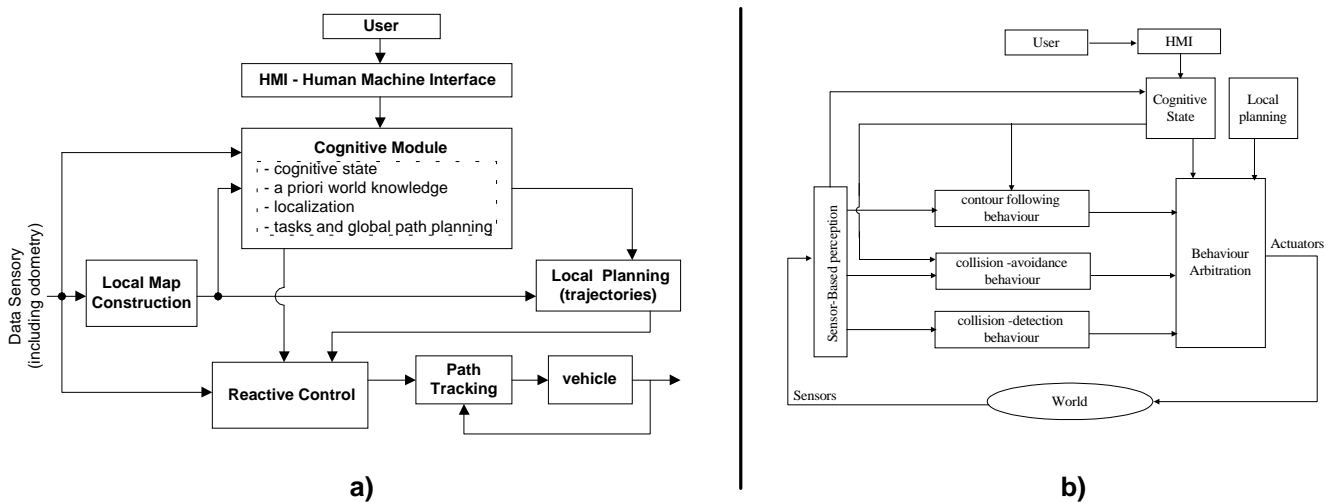 User
HMI - Human Machine Interface
Cognitive Module
- cognitive state
- a priori world knowledge
- localization
- tasks and global path planning
Data Sensory
(including odometry)
Local Map
Construction
Local Planning
(trajectories)
Reactive Control
Path
Tracking
vehicle
a)
User
HMI
Cognitive
State
Local
planning
Sensor-Based perception
contour following
behaviour
collision -avoidance
behaviour
collision -detection
behaviour
Behaviour
Arbitration
Actuators
Sensors
World
b)